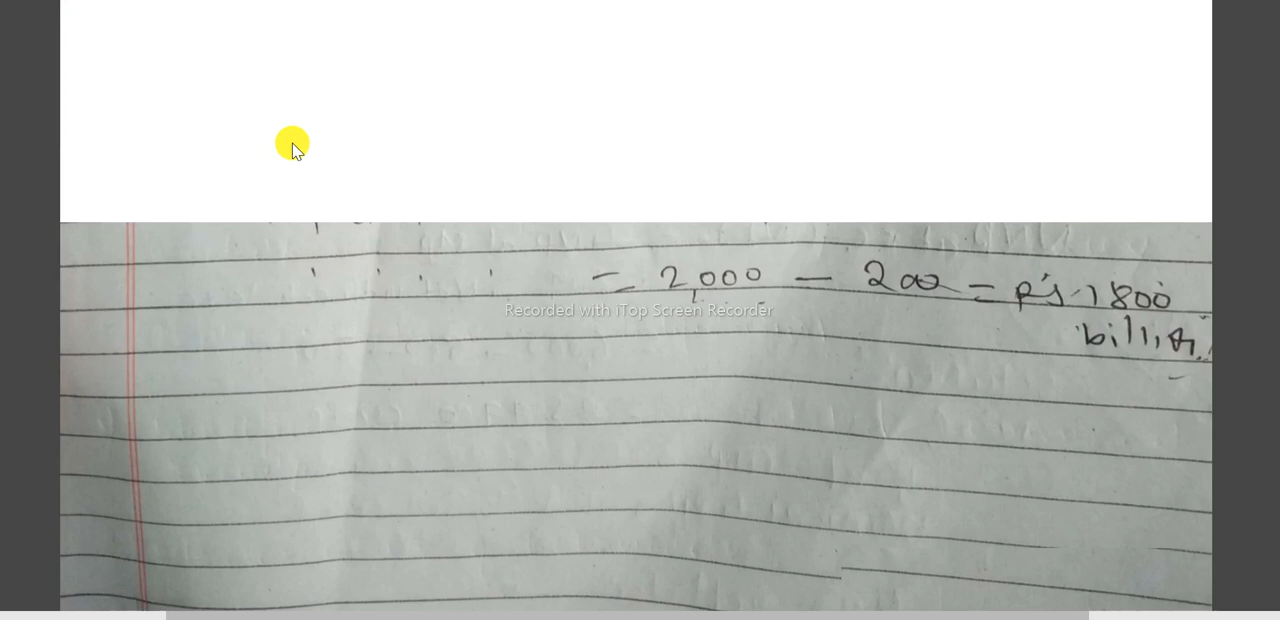 = 2,000 - 200 = Rs. 1800
Recorded with iTop Screen Recorder
billion